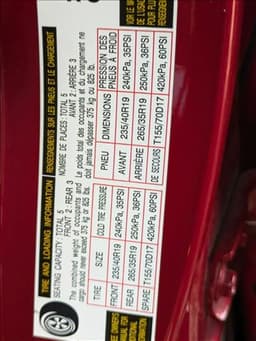 TIRE AND LOADING INFORMATION
SEATING CAPACITY : TOTAL 5
FRONT 2 : REAR 3
The combined weight of occupants and
cargo should never exceed 375 kg or 825 lbs.
TIRE SIZE COLD TIRE PRESSURE
FRONT 235/40R19 240kPa, 35PSI
REAR 265/35R19 250kPa, 36PSI
SPARE T155/70D17 420kPa, 60PSI
RENSEIGNEMENTS SUR LES PNEUS ET LE CHARGEMENT
NOMBRE DE PLACES : TOTAL 5
AVANT 2 : ARRIÈRE 3
Le poids total des occupants et du chargement ne
doit jamais dépasser 375 kg ou 825 lb.
PNEU DIMENSIONS PRESSION DES
PNEUS À FROID
AVANT 235/40R19 240kPa, 35PSI
ARRIÈRE 265/35R19 250kPa, 36PSI
DE SECOURS T155/70D17 420kPa, 60PSI